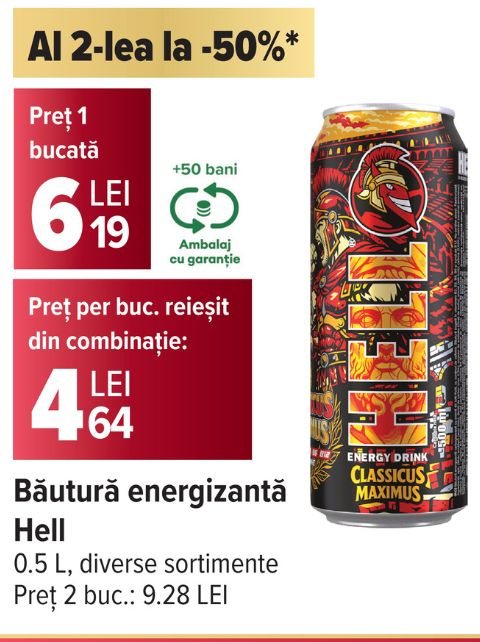 Al 2-lea la -50%*
Preț 1
bucată
6 LEI
19
+50 bani
Ambalaj
cu garanție
Preț per buc. reieșit
din combinație:
4 LEI
64
HELL
ENERGY DRINK
CLASSICUS
MAXIMUS
500 ml
Băutură energizantă
Hell
0.5 L, diverse sortimente
Preț 2 buc.: 9.28 LEI